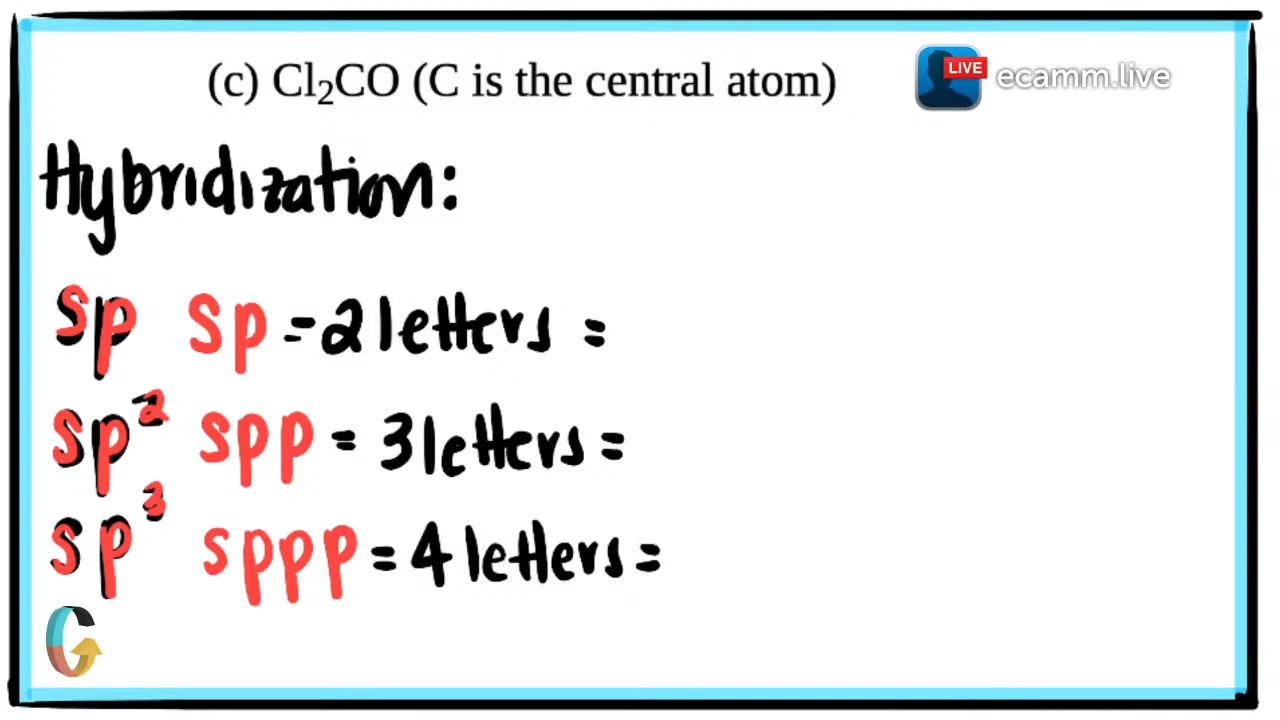 (c) Cl₂CO (C is the central atom)
LIVE ecamm.live
Hybridization:
sp sp = 2 letters =
sp² spp = 3 letters =
sp³ sppp = 4 letters =